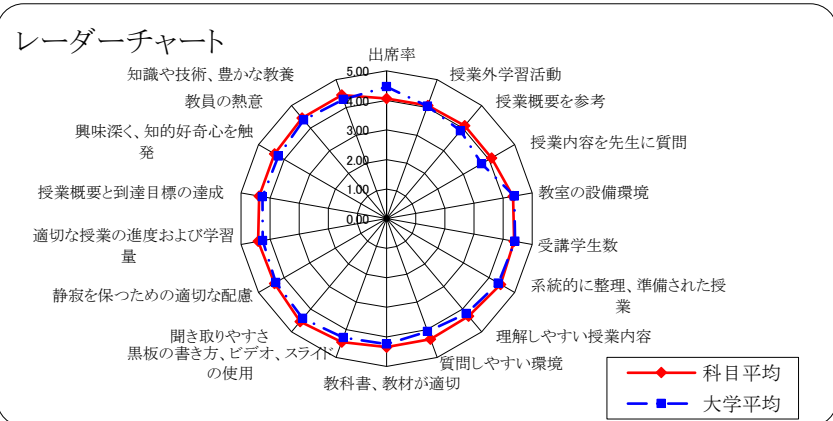 レーダーチャート
出席率
授業外学習活動
授業概要を参考
授業内容を先生に質問
教室の設備環境
受講学生数
系統的に整理、準備された授
業
理解しやすい授業内容
質問しやすい環境
教科書、教材が適切
黒板の書き方、ビデオ、スライド
の使用
聞き取りやすさ
静寂を保つための適切な配慮
適切な授業の進度および学習
量
授業概要と到達目標の達成
興味深く、知的好奇心を触
発
教員の熱意
知識や技術、豊かな教養
5.00
4.00
3.00
2.00
1.00
0.00
科目平均
大学平均